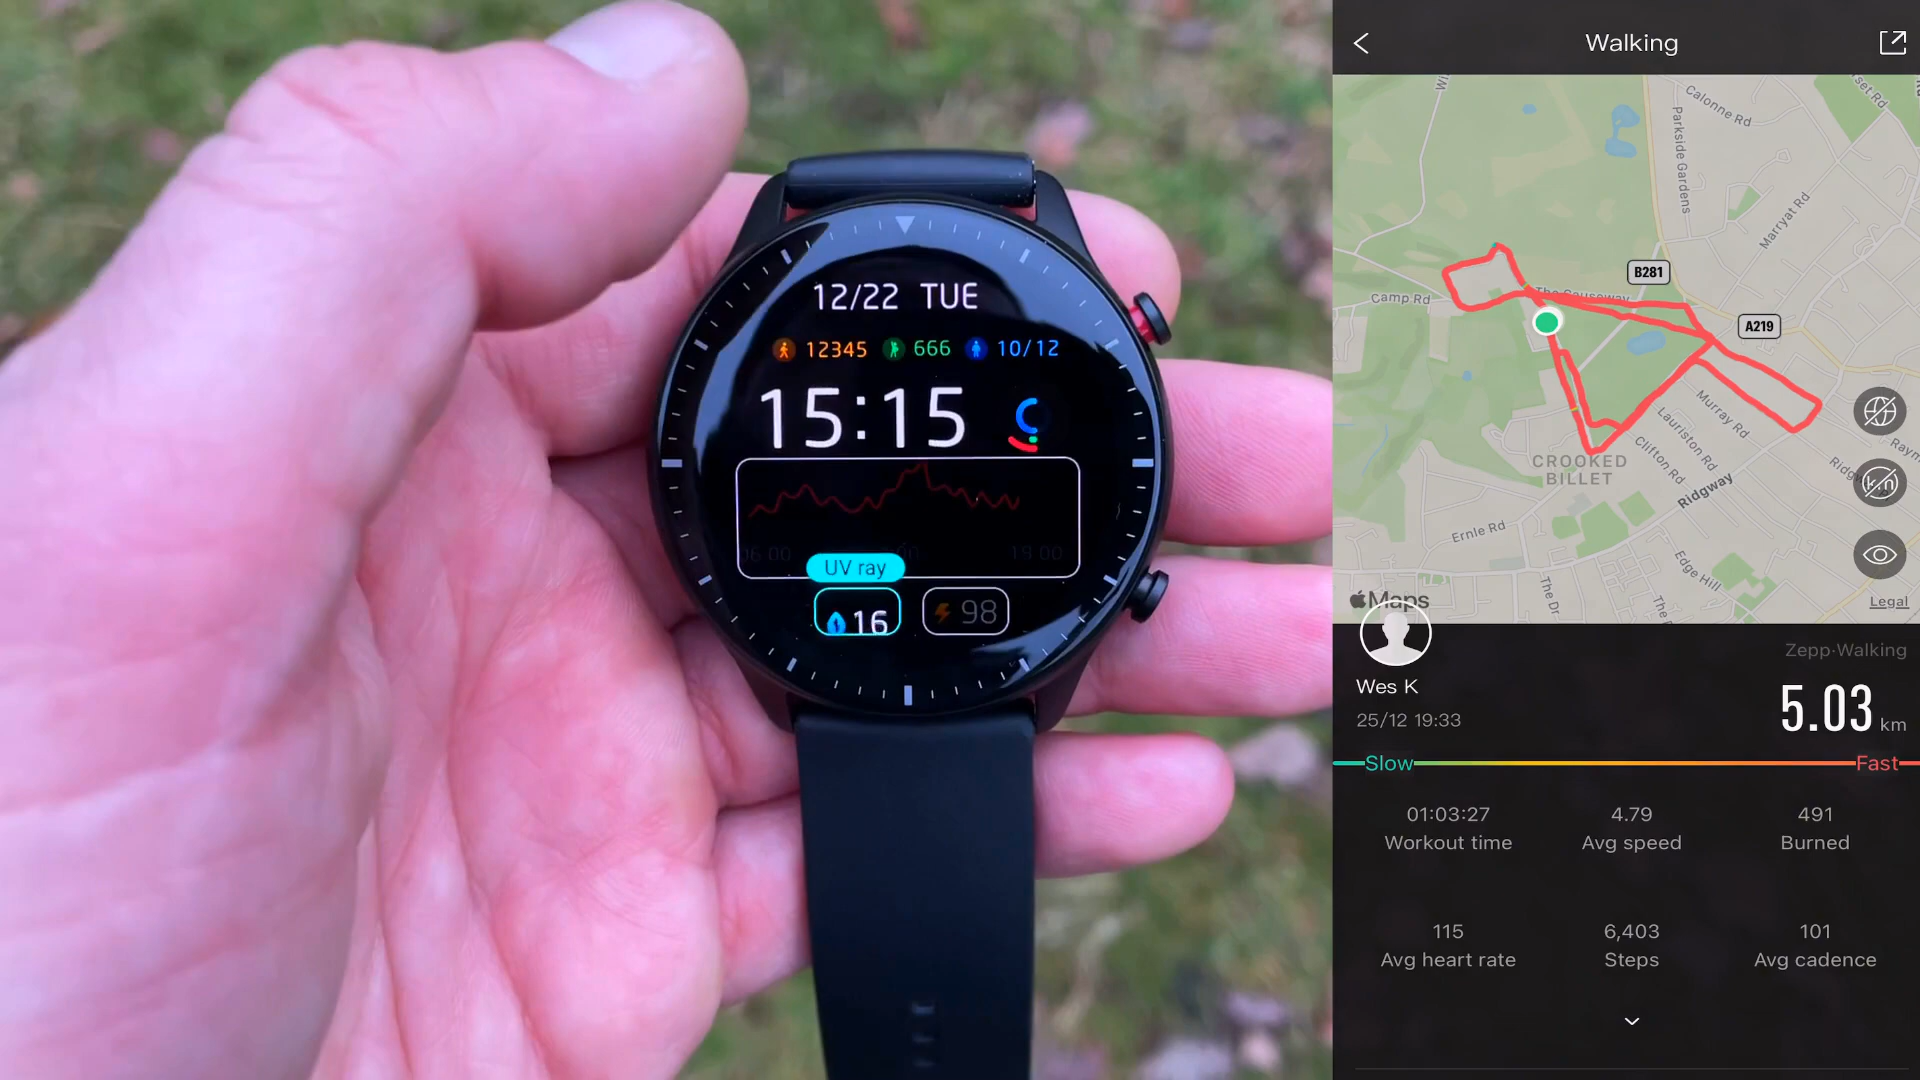 12/22 TUE
12345 666 10/12
15:15
06:00 19:00
UV ray
16 98
Walking
Calonne Rd
Parkside Gardens
Marryat Rd
B281
The Causeway
Camp Rd
A219
Murray Rd
Lauriston Rd
Clifton Rd
CROOKED
BILLET
Ridgway
Ernle Rd
Edge Hill
The Dr
Maps
Legal
Zepp·Walking
Wes K
25/12 19:33
5.03 km
Slow Fast
01:03:27 4.79 491
Workout time Avg speed Burned
115 6,403 101
Avg heart rate Steps Avg cadence